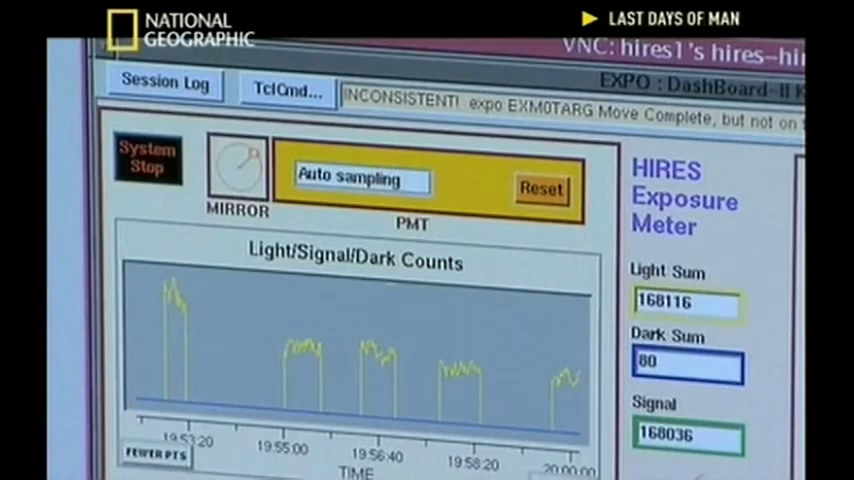 NATIONAL
GEOGRAPHIC
LAST DAYS OF MAN
VNC: hires1's hires-hi
EXPO : DashBoard-II K
Session Log
TclCmd...
INCONSISTENT! expo EXM0TARG Move Complete, but not on
System
Stop
MIRROR
Auto sampling
Reset
PMT
HIRES
Exposure
Meter
Light/Signal/Dark Counts
Light Sum
168116
Dark Sum
80
Signal
168036
19:53:20
19:55:00
19:56:40
19:58:20
20:00:00
FEWER PTS
TIME